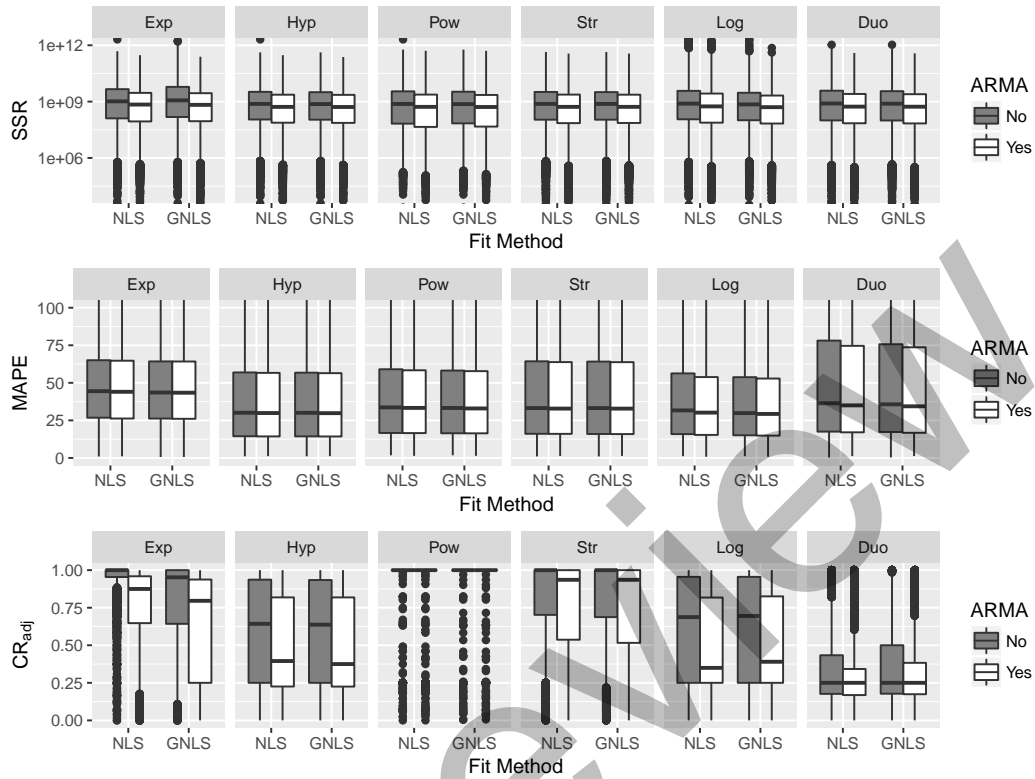 Exp Hyp Pow Str Log Duo
1e+12
1e+09
1e+06
SSR
NLS GNLS NLS GNLS NLS GNLS NLS GNLS NLS GNLS NLS GNLS
Fit Method
ARMA
No
Yes
Exp Hyp Pow Str Log Duo
100
75
50
25
0
MAPE
NLS GNLS NLS GNLS NLS GNLS NLS GNLS NLS GNLS NLS GNLS
Fit Method
ARMA
No
Yes
Exp Hyp Pow Str Log Duo
1.00
0.75
0.50
0.25
0.00
CRadj
NLS GNLS NLS GNLS NLS GNLS NLS GNLS NLS GNLS NLS GNLS
Fit Method
ARMA
No
Yes
eview